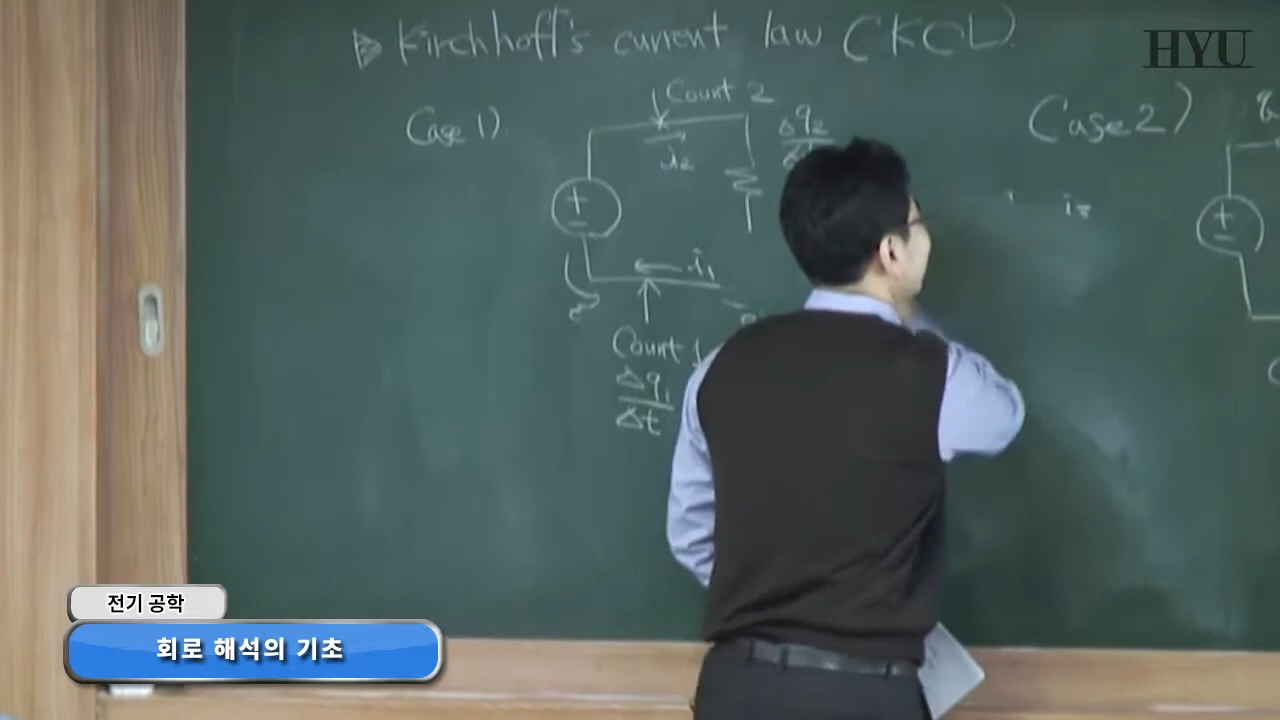 Kirchhoff's current law (KCL)
HYU
Case 1)
Count 2
Δq₂
i₂
Case 2)
+
−
i₁
+
−
Count 1
Δq₁
Δt
전기 공학
회로 해석의 기초